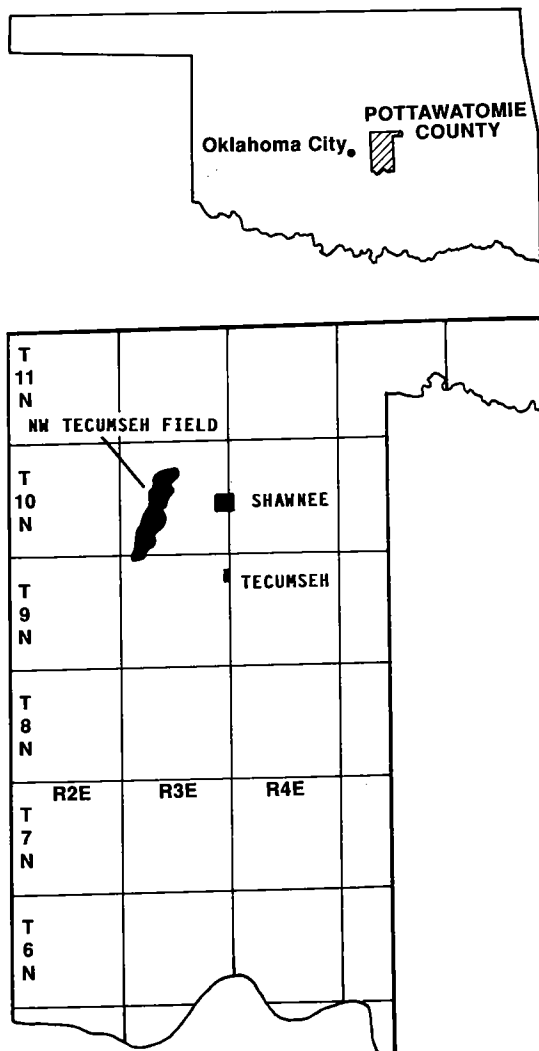 POTTAWATOMIE
COUNTY
Oklahoma City
T
11
N
NW TECUMSEH FIELD
T
10
N
SHAWNEE
TECUMSEH
T
9
N
T
8
N
R2E R3E R4E
T
7
N
T
6
N